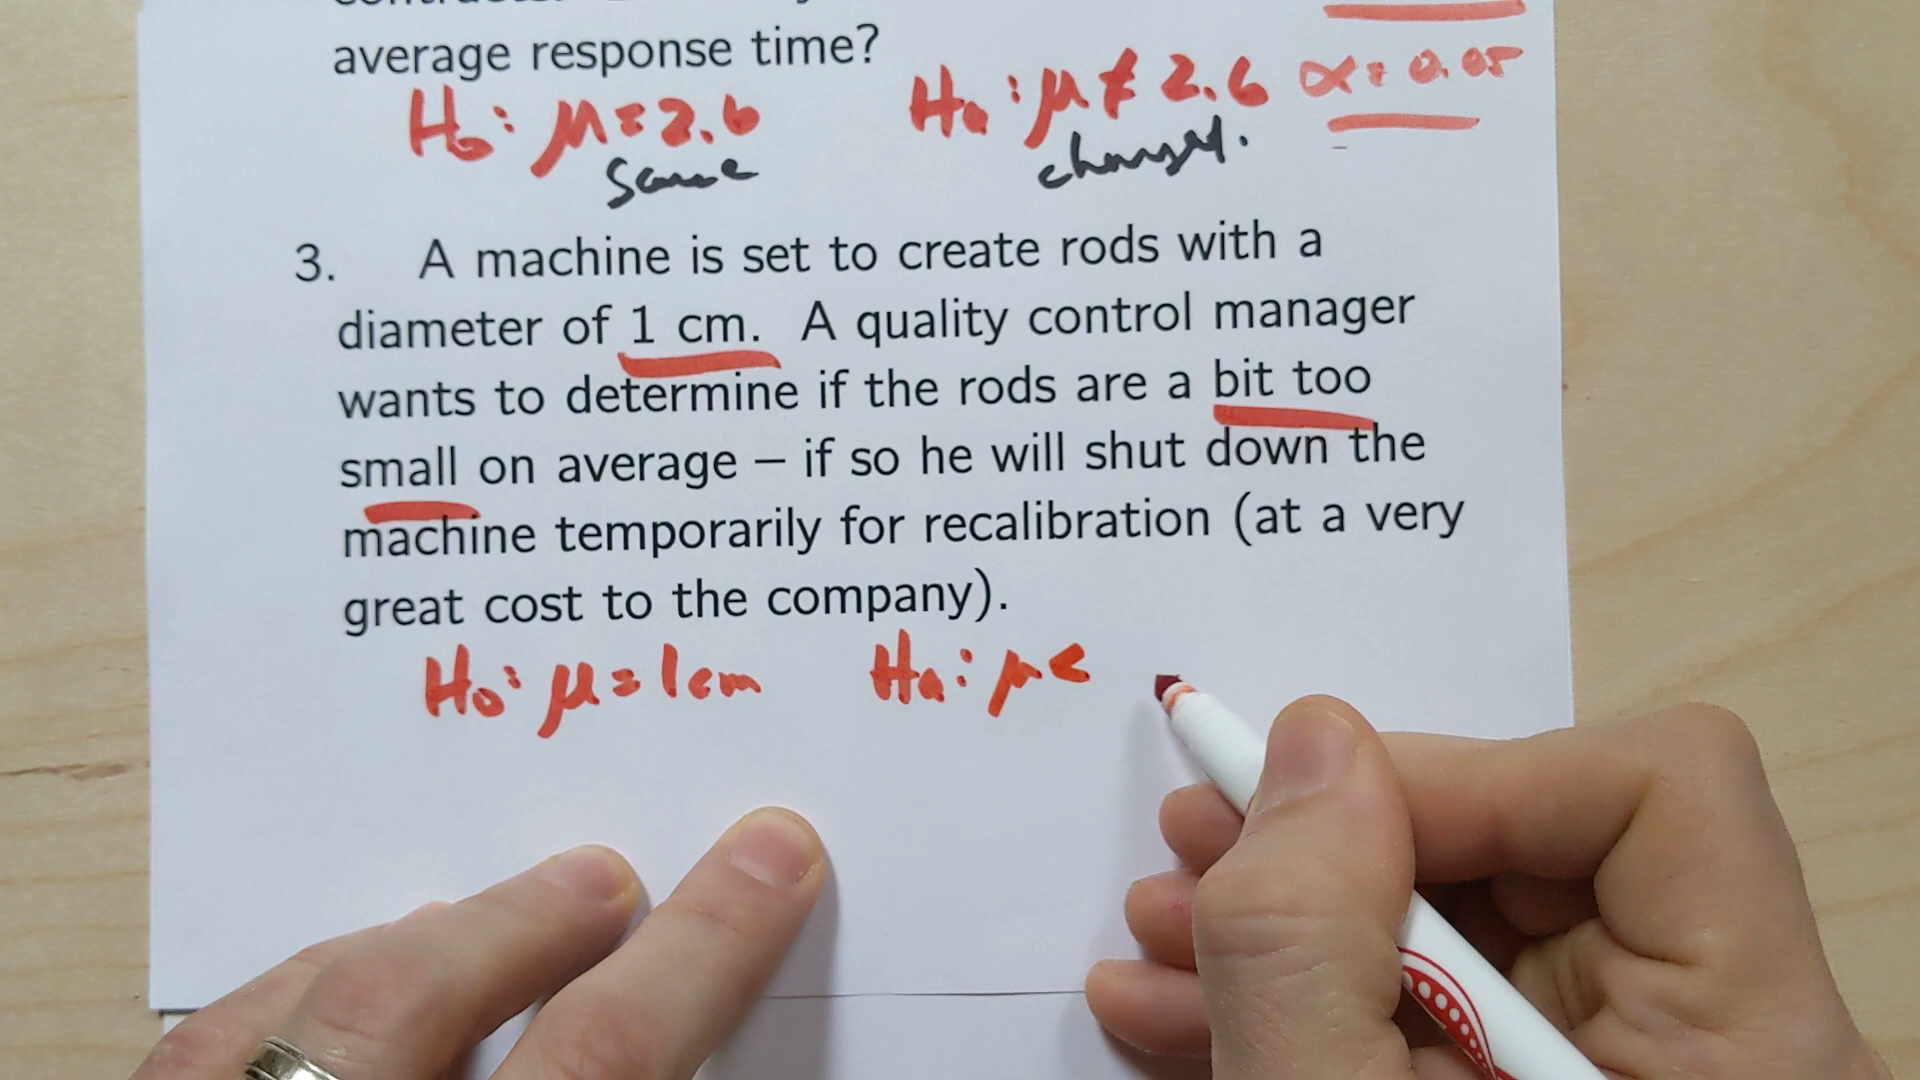 average response time?
H₀: μ = 2.6 Hₐ: μ ≠ 2.6 α = 0.05
Same changed.
3. A machine is set to create rods with a
diameter of 1 cm. A quality control manager
wants to determine if the rods are a bit too
small on average – if so he will shut down the
machine temporarily for recalibration (at a very
great cost to the company).
H₀: μ = 1cm Hₐ: μ <